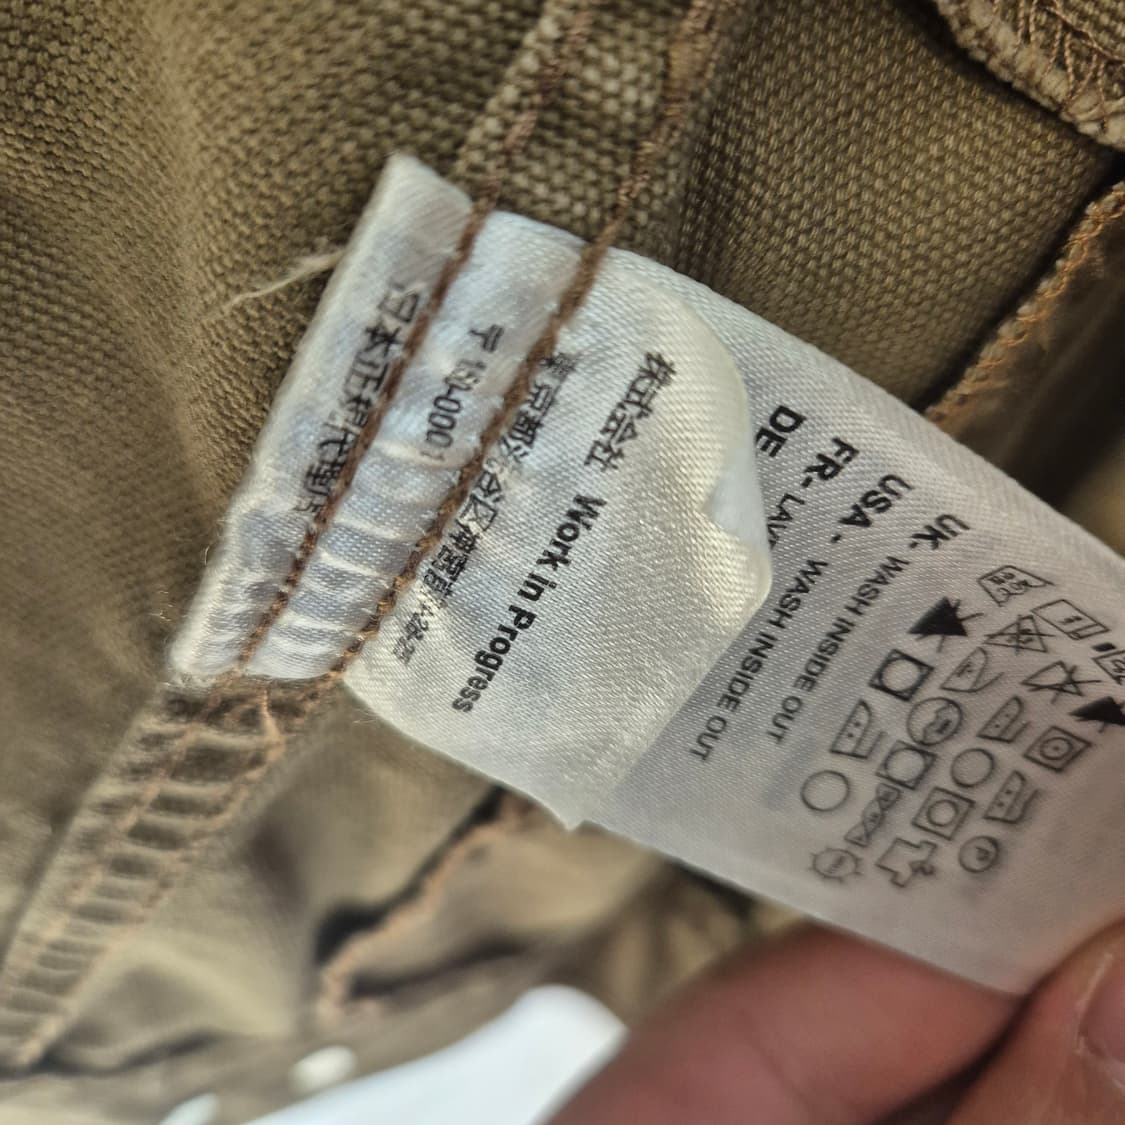 日本正規代理店
〒150-0001
東京都渋谷区神宮前
株式会社 Work in Progress
UK- WASH INSIDE OUT
USA - WASH INSIDE OUT
FR-
DE
P